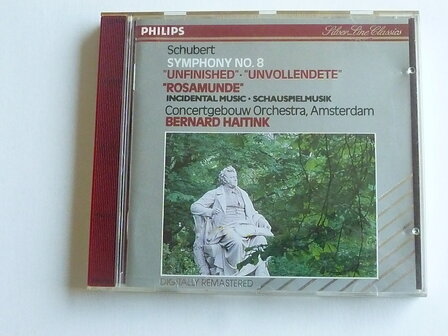 PHILIPS
Silver Line Classics
Schubert
SYMPHONY NO. 8
"UNFINISHED"·"UNVOLLENDETE"
"ROSAMUNDE"
INCIDENTAL MUSIC · SCHAUSPIELMUSIK
Concertgebouw Orchestra, Amsterdam
BERNARD HAITINK
DIGITALLY REMASTERED